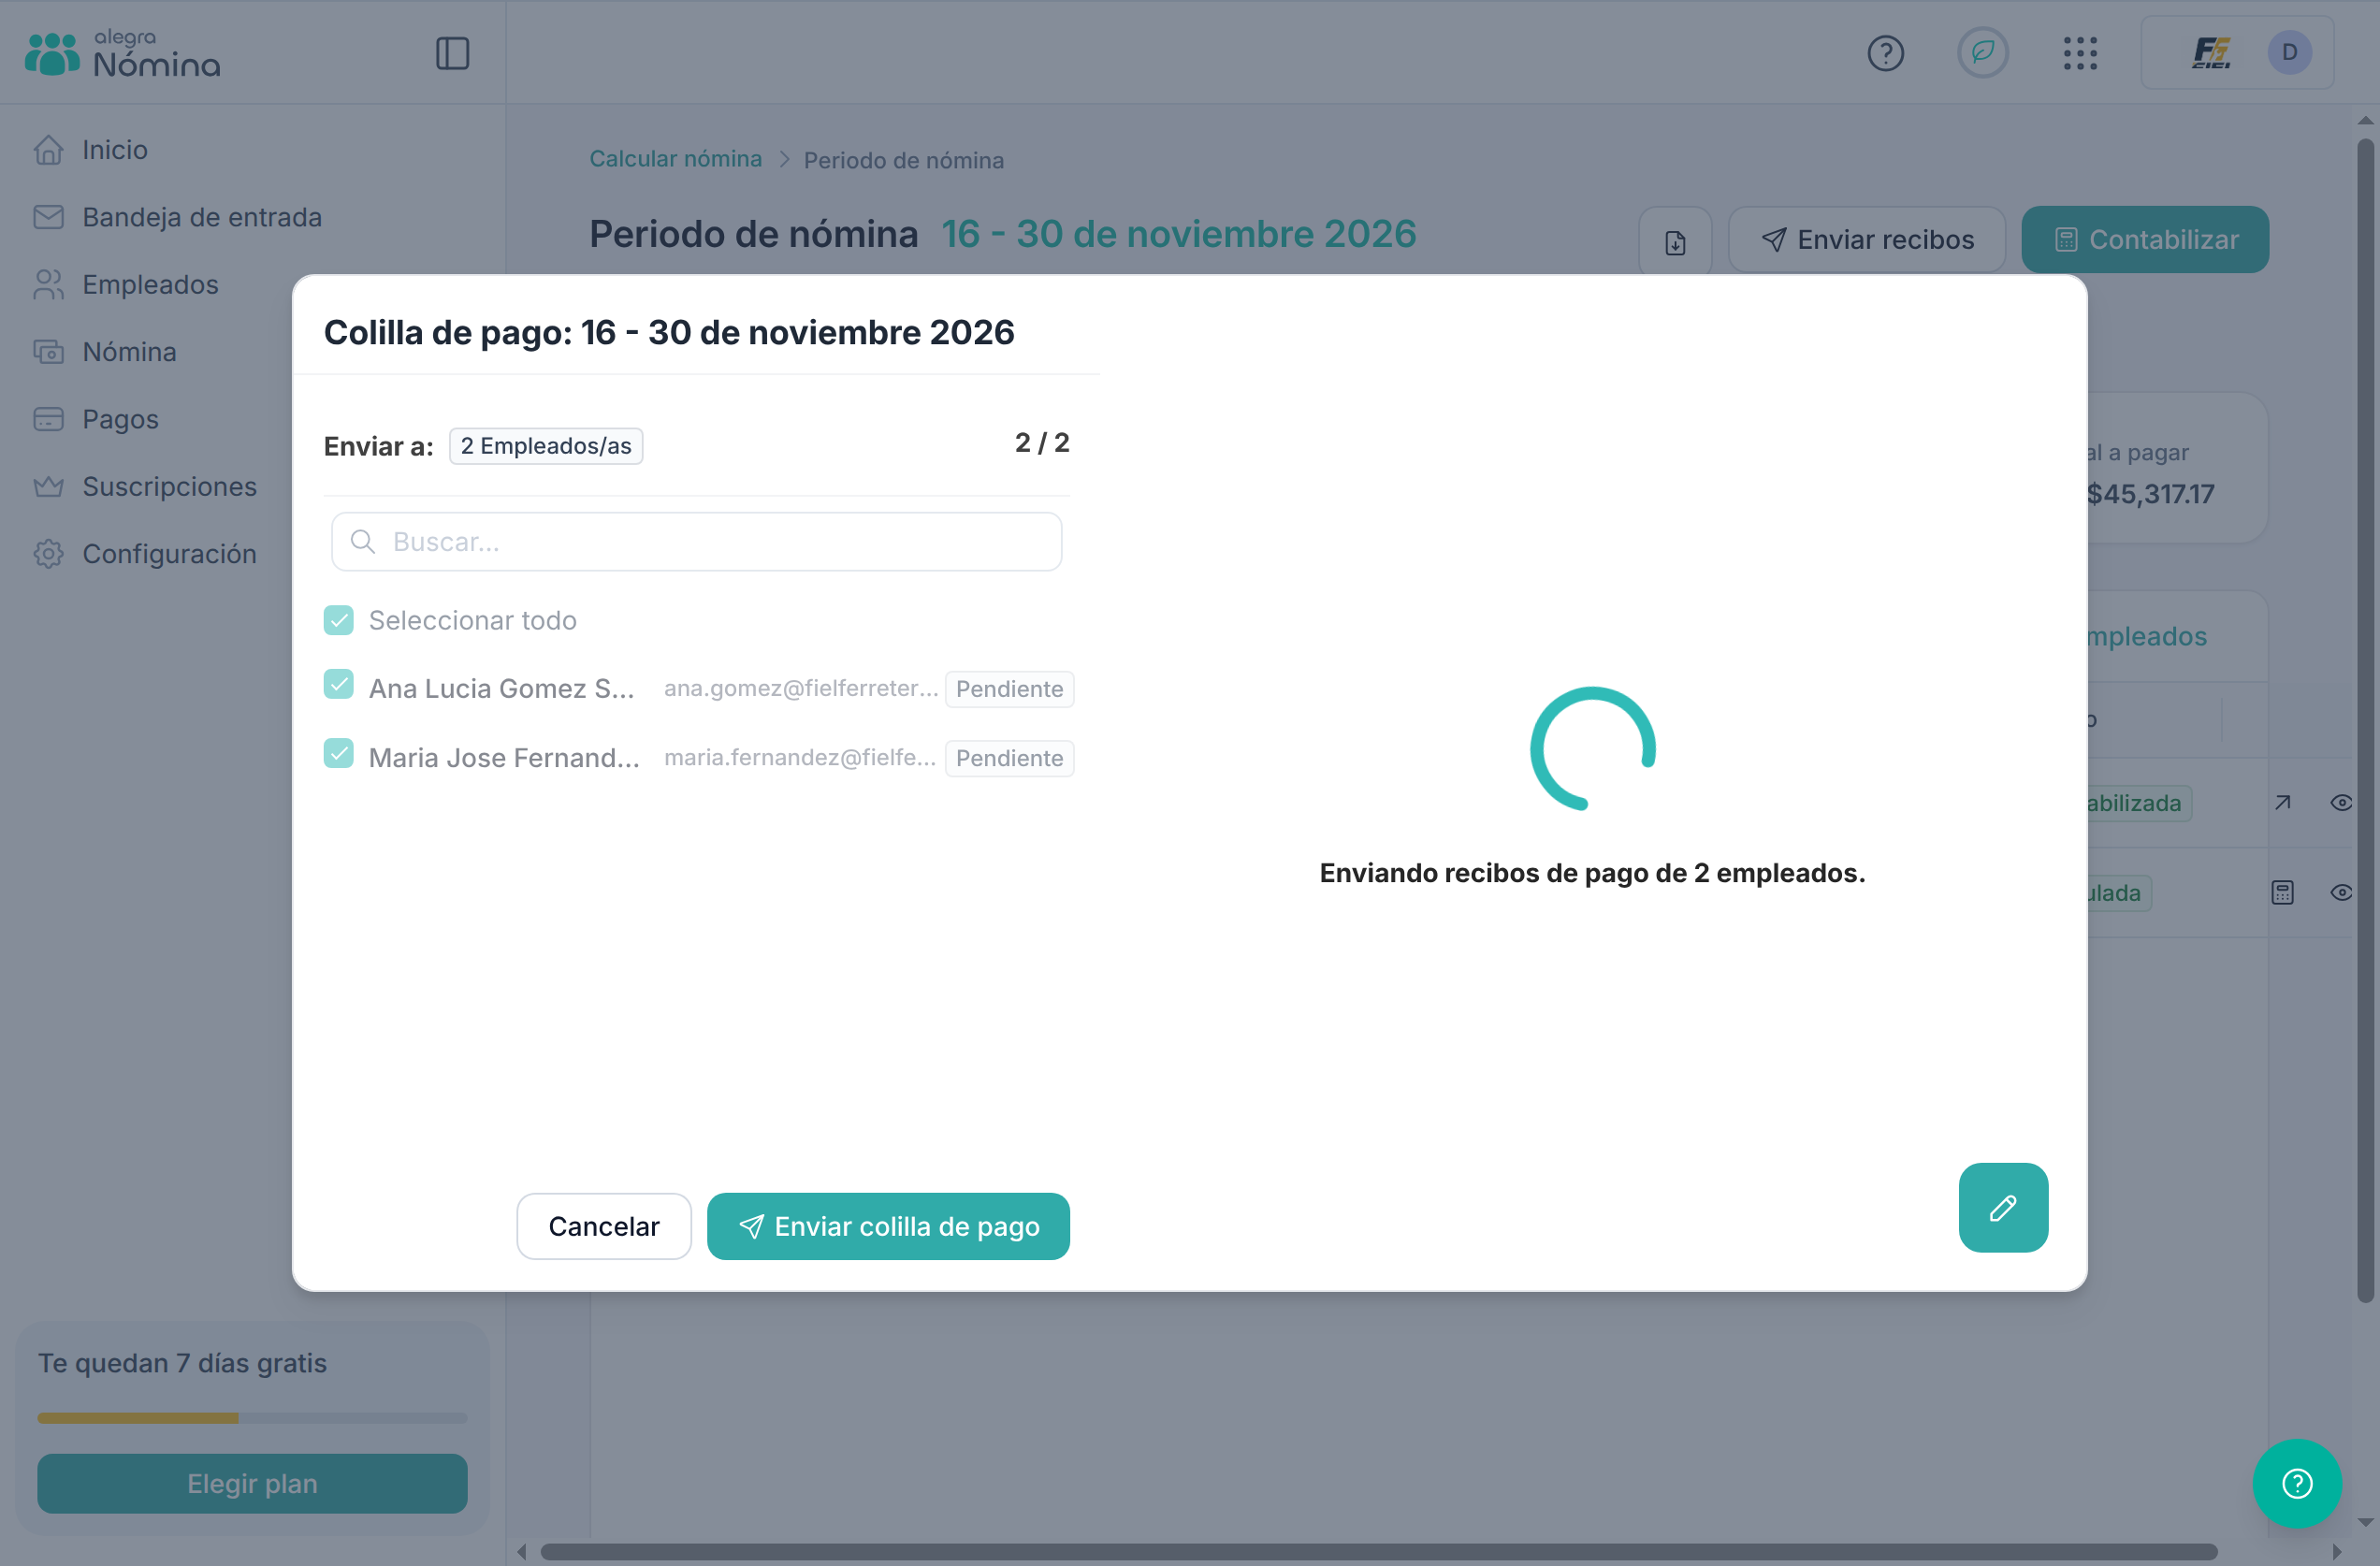 alegra
Nómina
D
Inicio
Bandeja de entrada
Empleados
Nómina
Pagos
Suscripciones
Configuración
Calcular nómina > Periodo de nómina
Periodo de nómina 16 - 30 de noviembre 2026
Enviar recibos
Contabilizar
Colilla de pago: 16 - 30 de noviembre 2026
Enviar a: 2 Empleados/as 2 / 2
Buscar...
Seleccionar todo
Ana Lucia Gomez S... ana.gomez@fielferreter... Pendiente
Maria Jose Fernand... maria.fernandez@fielfe... Pendiente
Enviando recibos de pago de 2 empleados.
Cancelar
Enviar colilla de pago
al a pagar
$45,317.17
mpleados
o
abilizada
ulada
Te quedan 7 días gratis
Elegir plan